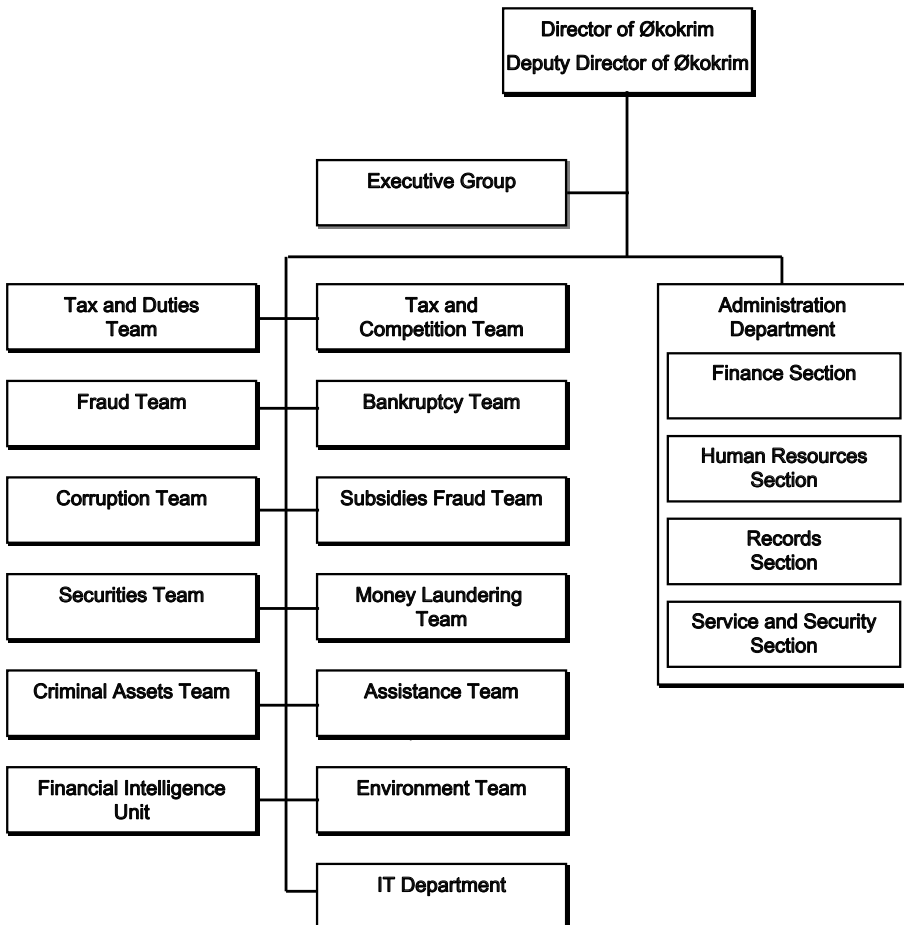 Director of Økokrim
Deputy Director of Økokrim
Executive Group
Tax and Duties
Team
Tax and
Competition Team
Administration
Department
Fraud Team
Bankruptcy Team
Finance Section
Corruption Team
Subsidies Fraud Team
Human Resources
Section
Securities Team
Money Laundering
Team
Records
Section
Criminal Assets Team
Assistance Team
Service and Security
Section
Financial Intelligence
Unit
Environment Team
IT Department